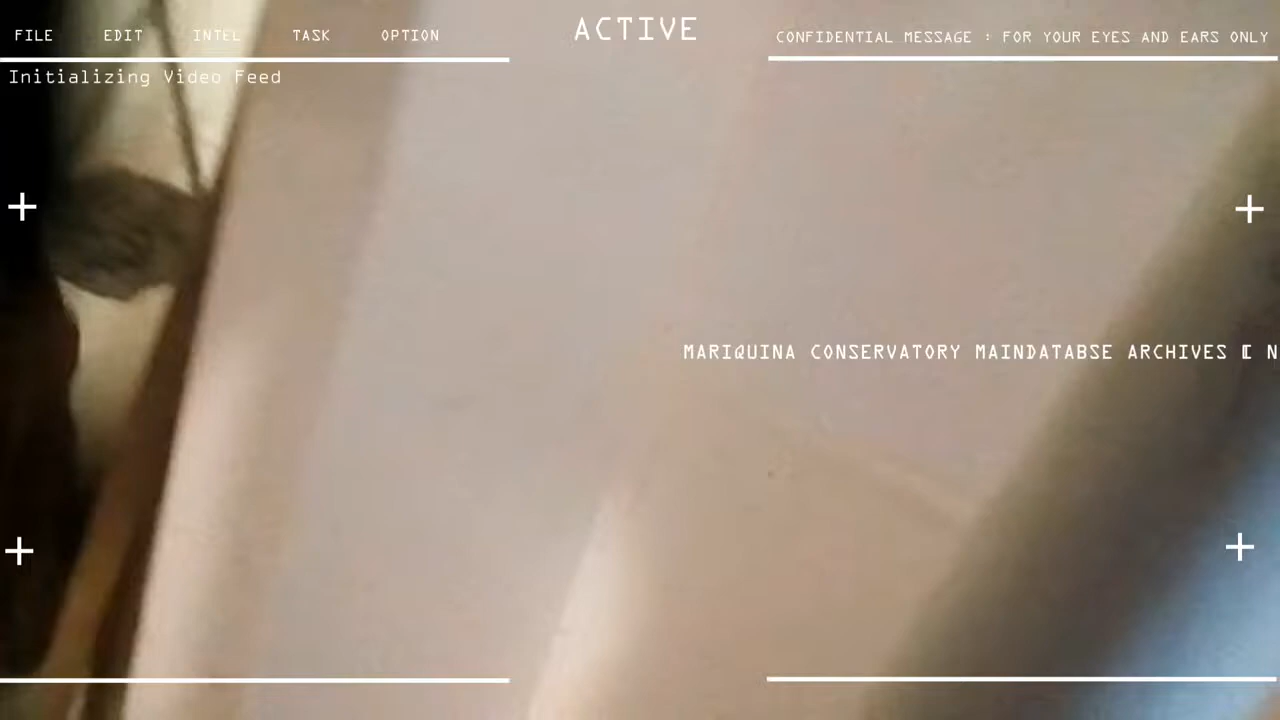 FILE EDIT INTEL TASK OPTION
ACTIVE
CONFIDENTIAL MESSAGE : FOR YOUR EYES AND EARS ONLY
Initializing Video Feed
MARIQUINA CONSERVATORY MAINDATABSE ARCHIVES